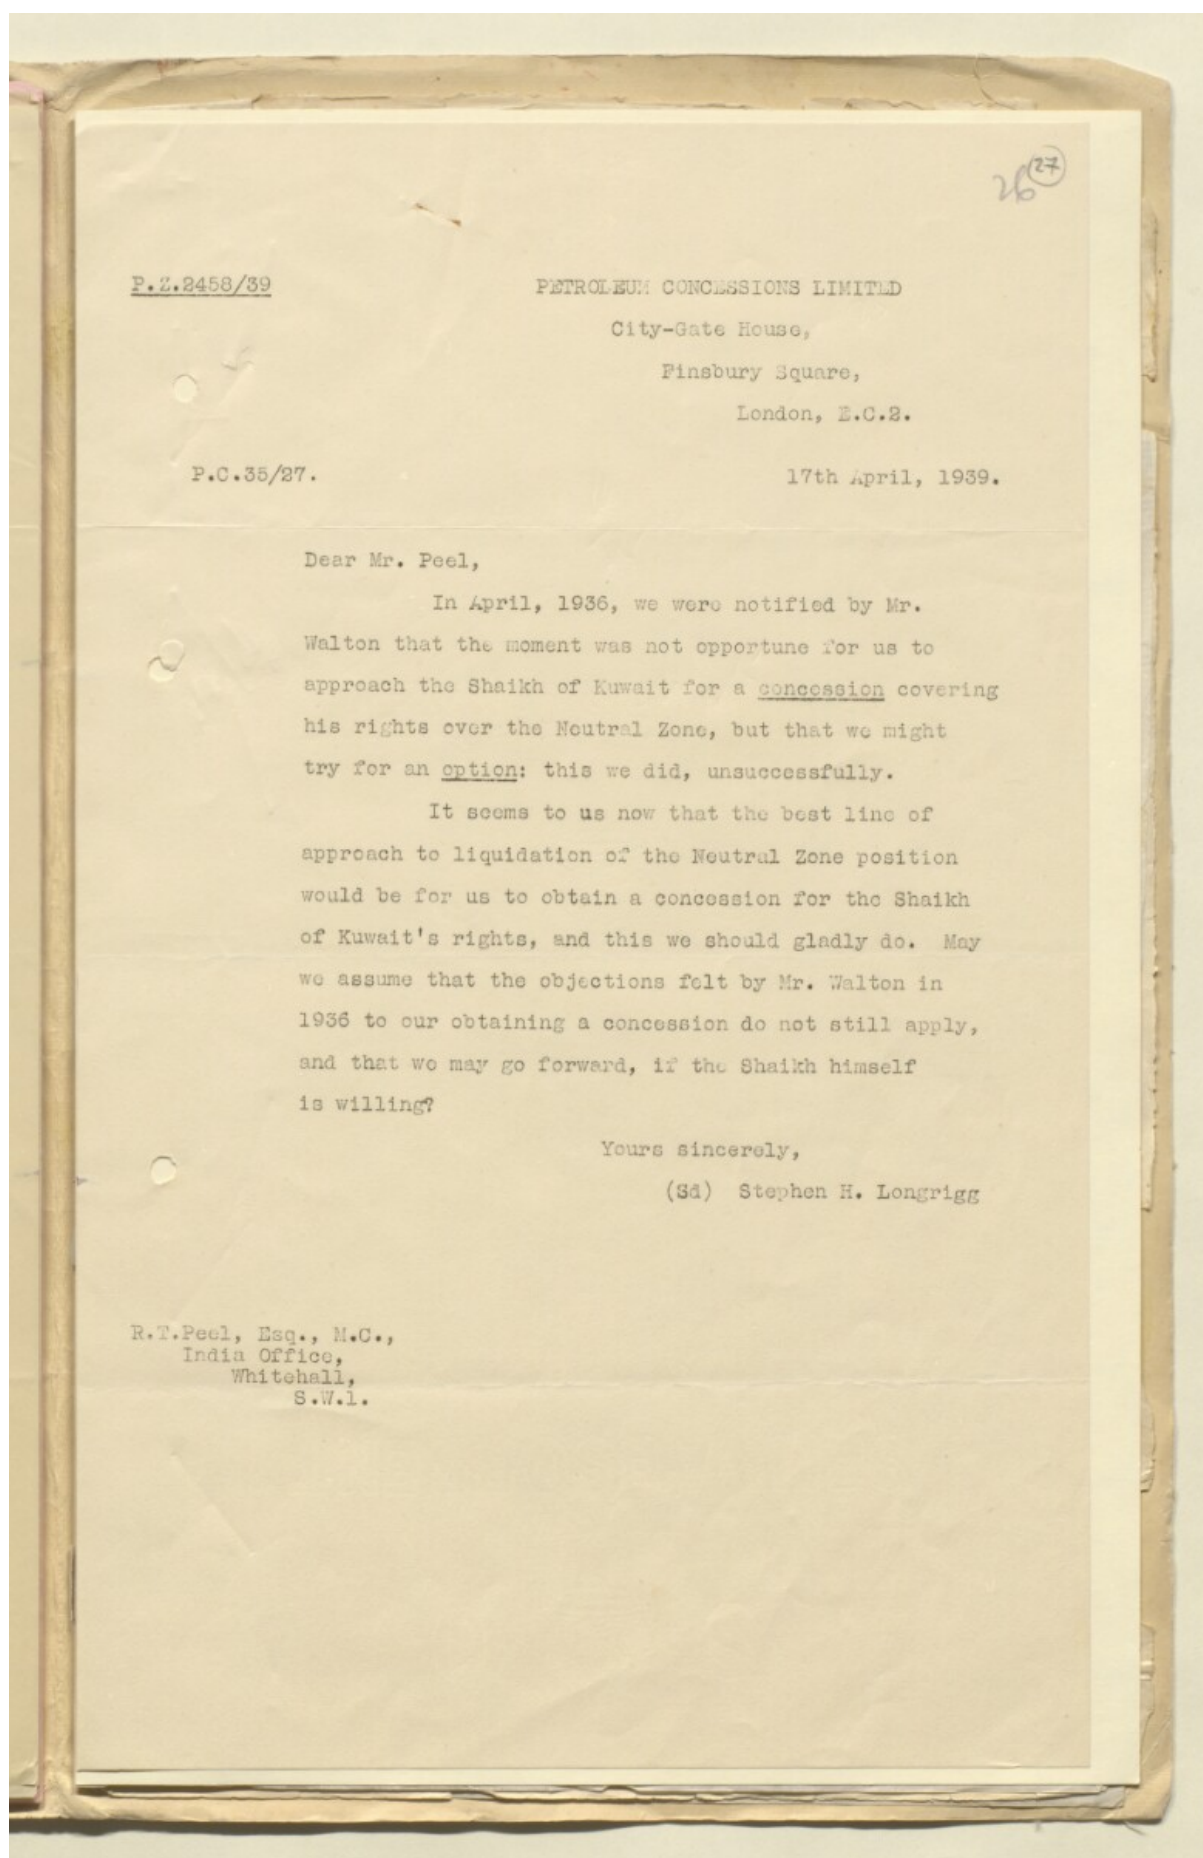 26 27
P.Z.2458/39
PETROLEUM CONCESSIONS LIMITED
City-Gate House,
Finsbury Square,
London, E.C.2.
P.C.35/27.
17th April, 1939.
Dear Mr. Peel,
In April, 1936, we were notified by Mr.
Walton that the moment was not opportune for us to
approach the Shaikh of Kuwait for a concession covering
his rights over the Neutral Zone, but that we might
try for an option: this we did, unsuccessfully.
It seems to us now that the best line of
approach to liquidation of the Neutral Zone position
would be for us to obtain a concession for the Shaikh
of Kuwait's rights, and this we should gladly do. May
we assume that the objections felt by Mr. Walton in
1936 to our obtaining a concession do not still apply,
and that we may go forward, if the Shaikh himself
is willing?
Yours sincerely,
(Sd) Stephen H. Longrigg
R.T.Peel, Esq., M.C.,
India Office,
Whitehall,
S.W.1.